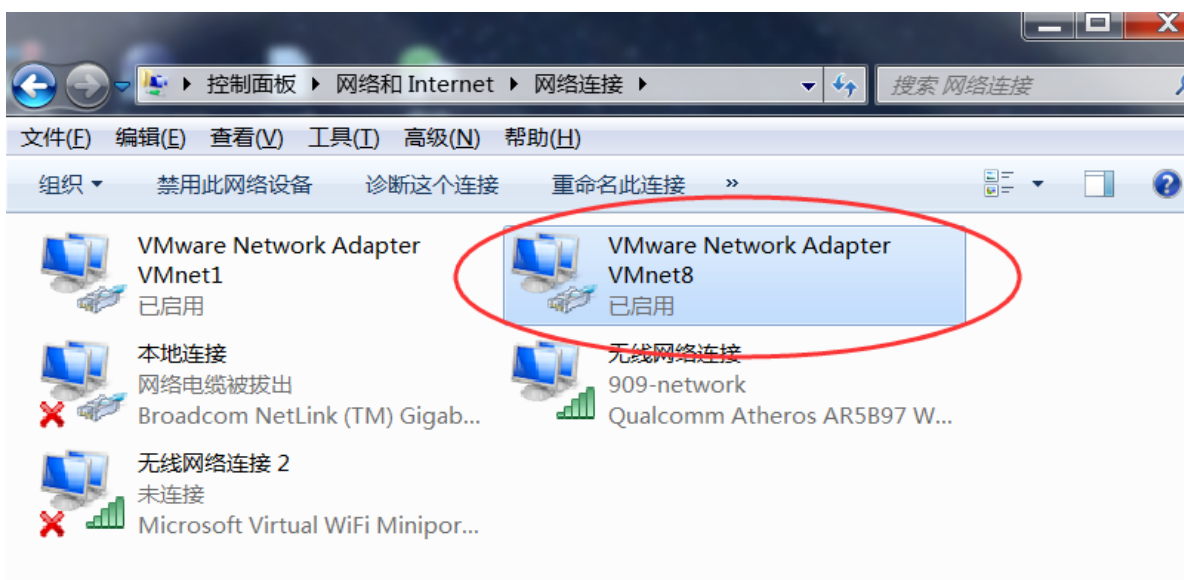 控制面板 网络和 Internet 网络连接 搜索 网络连接
文件(F) 编辑(E) 查看(V) 工具(T) 高级(N) 帮助(H)
组织 禁用此网络设备 诊断这个连接 重命名此连接 »
VMware Network Adapter
VMnet1
已启用
VMware Network Adapter
VMnet8
已启用
本地连接
网络电缆被拔出
Broadcom NetLink (TM) Gigab...
无线网络连接
909-network
Qualcomm Atheros AR5B97 W...
无线网络连接 2
未连接
Microsoft Virtual WiFi Minipor...